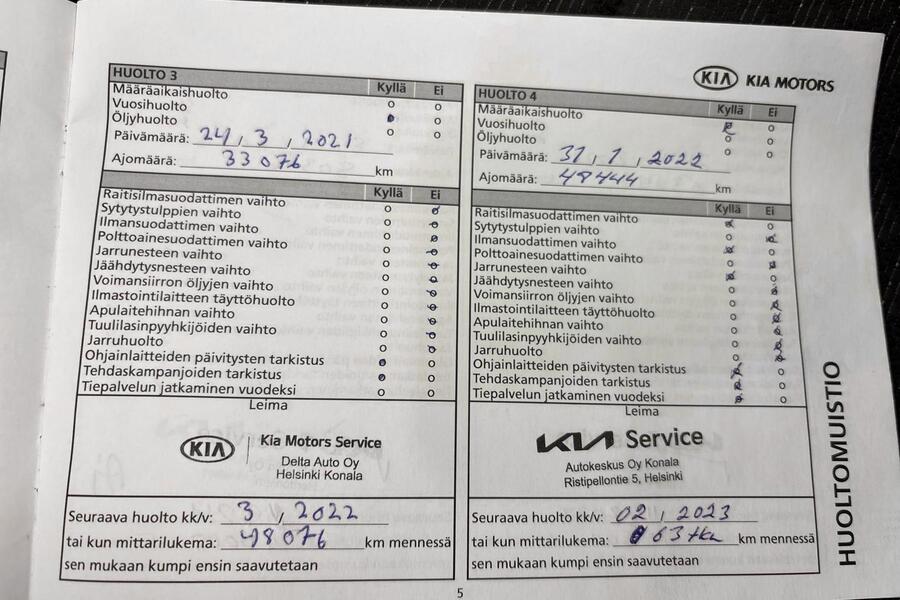 KIA KIA MOTORS
HUOLTO 3 Kyllä Ei
Määräaikaishuolto o o
Vuosihuolto o
Öljyhuolto o o
Päivämäärä: 24, 3, 2021
Ajomäärä: 33 076 km
Kyllä Ei
Raitisilmasuodattimen vaihto
Sytytystulppien vaihto
Ilmansuodattimen vaihto
Polttoainesuodattimen vaihto
Jarrunesteen vaihto
Jäähdytysnesteen vaihto
Voimansiirron öljyjen vaihto
Ilmastointilaitteen täyttöhuolto
Apulaitehihnan vaihto
Tuulilasinpyyhkijöiden vaihto
Jarruhuolto
Ohjainlaitteiden päivitysten tarkistus
Tehdaskampanjoiden tarkistus
Tiepalvelun jatkaminen vuodeksi
Leima
KIA Kia Motors Service
Delta Auto Oy
Helsinki Konala
Seuraava huolto kk/v: 3, 2022
tai kun mittarilukema: 48076 km mennessä
sen mukaan kumpi ensin saavutetaan
HUOLTO 4 Kyllä Ei
Määräaikaishuolto
Vuosihuolto
Öljyhuolto
Päivämäärä: 31, 1, 2022
Ajomäärä: 48444 km
Kyllä Ei
Raitisilmasuodattimen vaihto
Sytytystulppien vaihto
Ilmansuodattimen vaihto
Polttoainesuodattimen vaihto
Jarrunesteen vaihto
Jäähdytysnesteen vaihto
Voimansiirron öljyjen vaihto
Ilmastointilaitteen täyttöhuolto
Apulaitehihnan vaihto
Tuulilasinpyyhkijöiden vaihto
Jarruhuolto
Ohjainlaitteiden päivitysten tarkistus
Tehdaskampanjoiden tarkistus
Tiepalvelun jatkaminen vuodeksi
Leima
KIA Service
Autokeskus Oy Konala
Ristipellontie 5, Helsinki
Seuraava huolto kk/v: 02, 2023
tai kun mittarilukema: 63 tkm km mennessä
sen mukaan kumpi ensin saavutetaan
HUOLTOMUISTIO
5